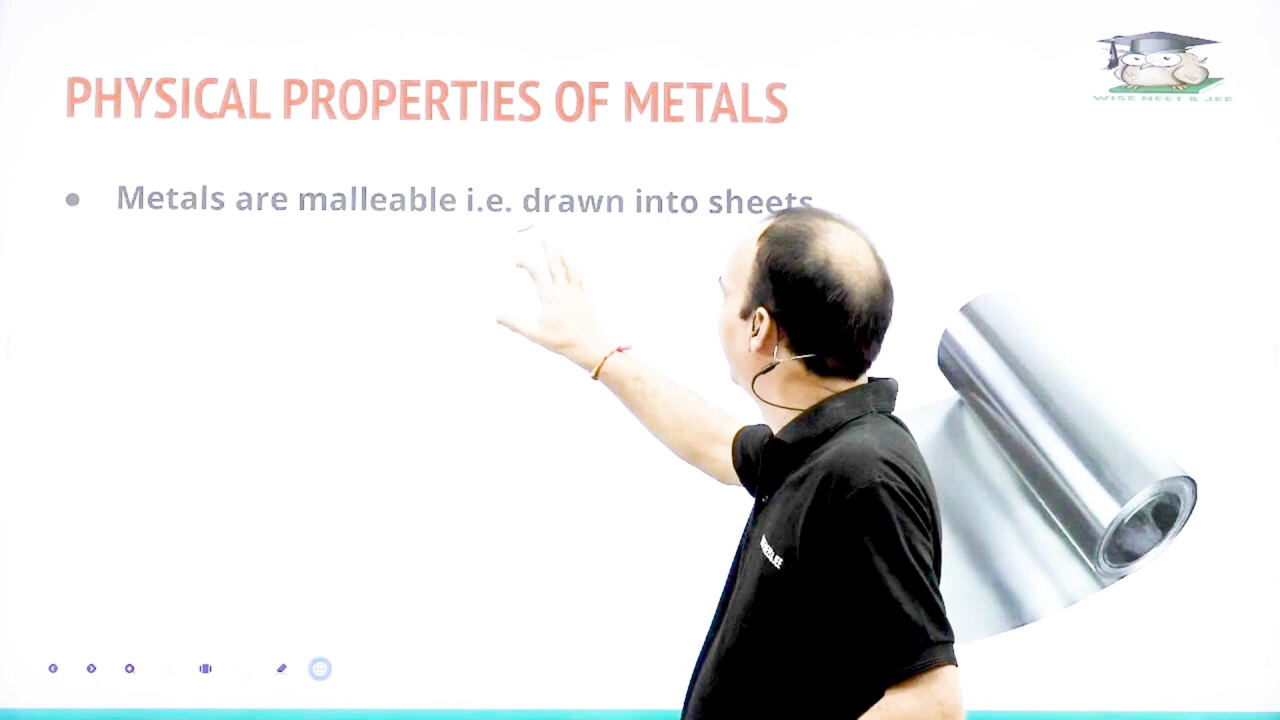 PHYSICAL PROPERTIES OF METALS
WISE NEET & JEE
● Metals are malleable i.e. drawn into sheets